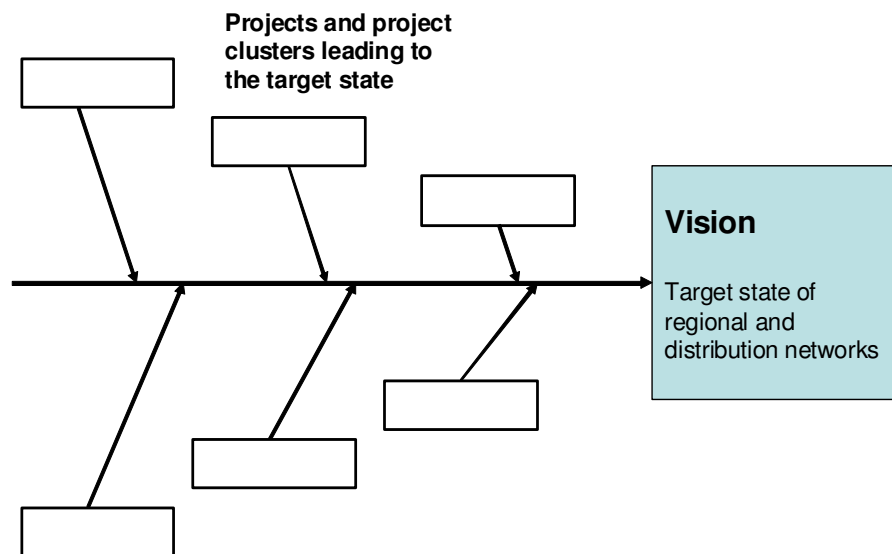 Projects and project
clusters leading to
the target state
Vision
Target state of
regional and
distribution networks